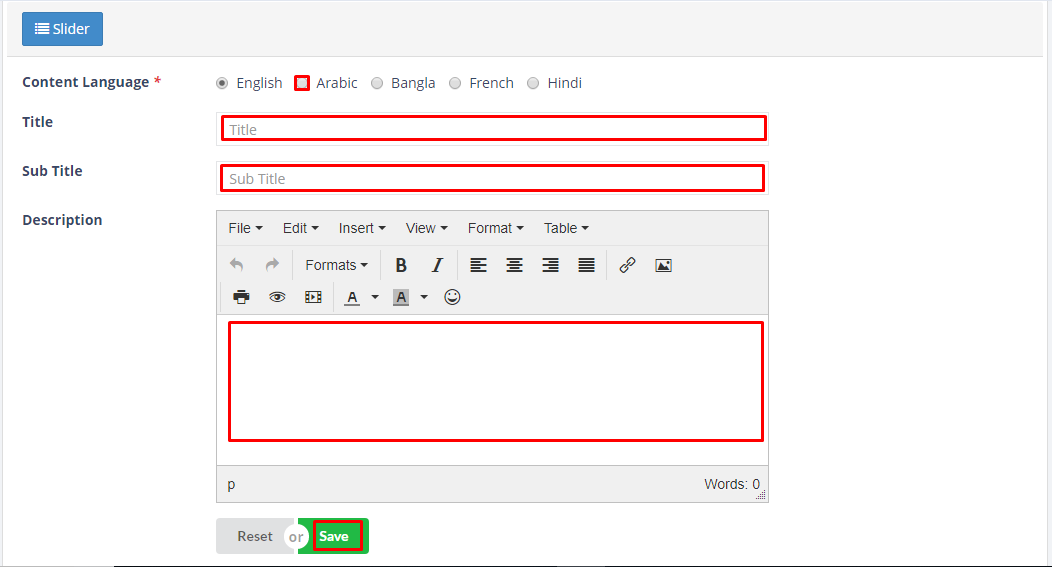 Slider
Content Language * English Arabic Bangla French Hindi
Title Title
Sub Title Sub Title
Description
File Edit Insert View Format Table
Formats B I
A A
p Words: 0
Reset or Save